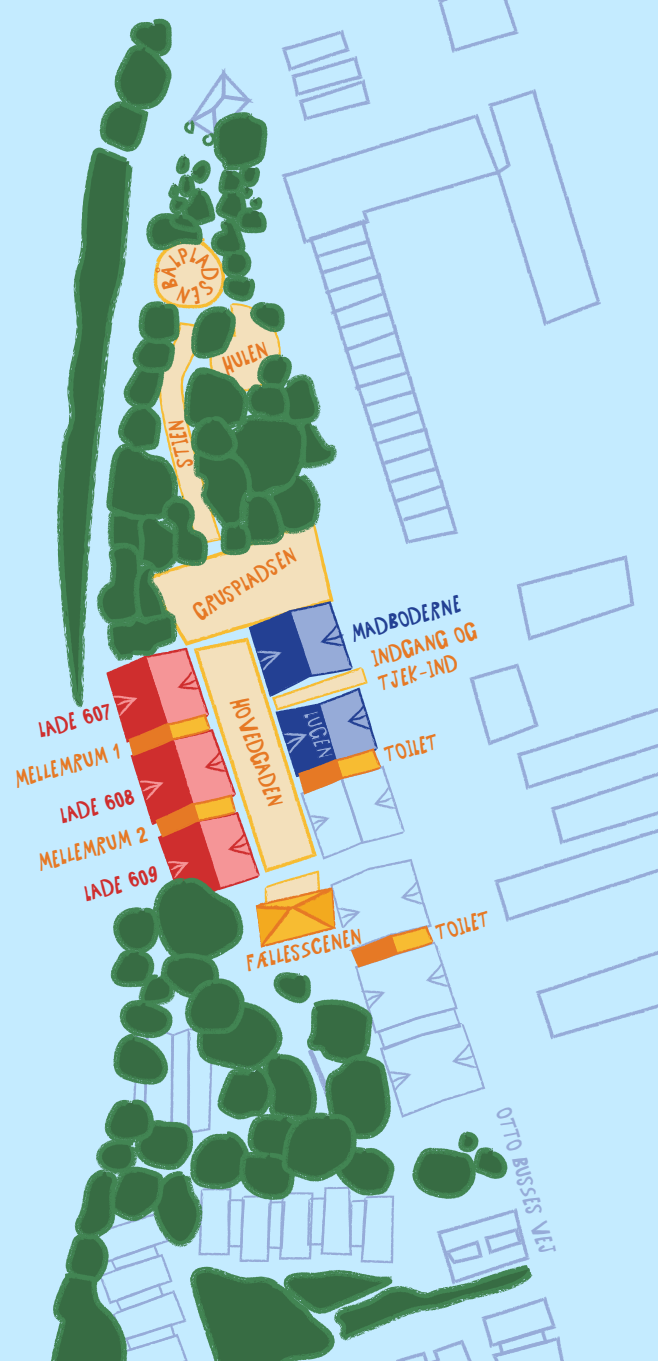 BÅLPLADSEN
HULEN
STIEN
GRUSPLADSEN
MADBODERNE
INDGANG OG
TJEK-IND
HOVEDGADEN
LUGEN
LADE 607
MELLEMRUM 1
TOILET
LADE 608
MELLEMRUM 2
LADE 609
FÆLLESSCENEN
TOILET
OTTO BUSSES VEJ